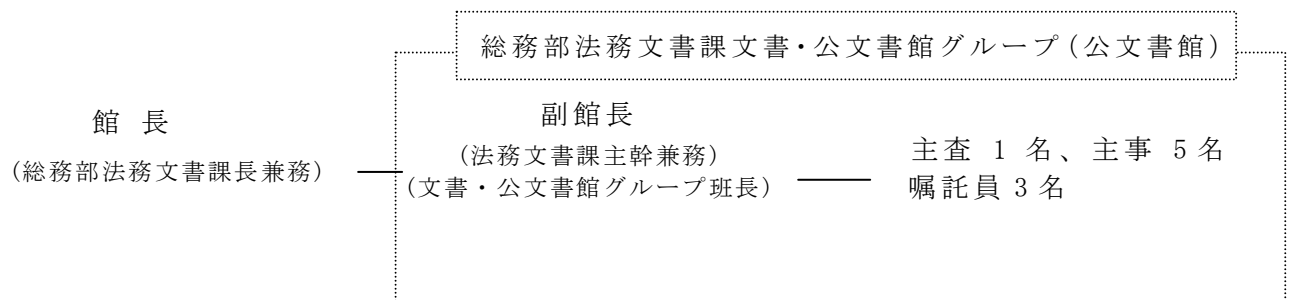 総務部法務文書課文書・公文書館グループ(公文書館)
館 長
(総務部法務文書課長兼務)
副館長
(法務文書課主幹兼務)
(文書・公文書館グループ班長)
主査 1 名、主事 5 名
嘱託員 3 名